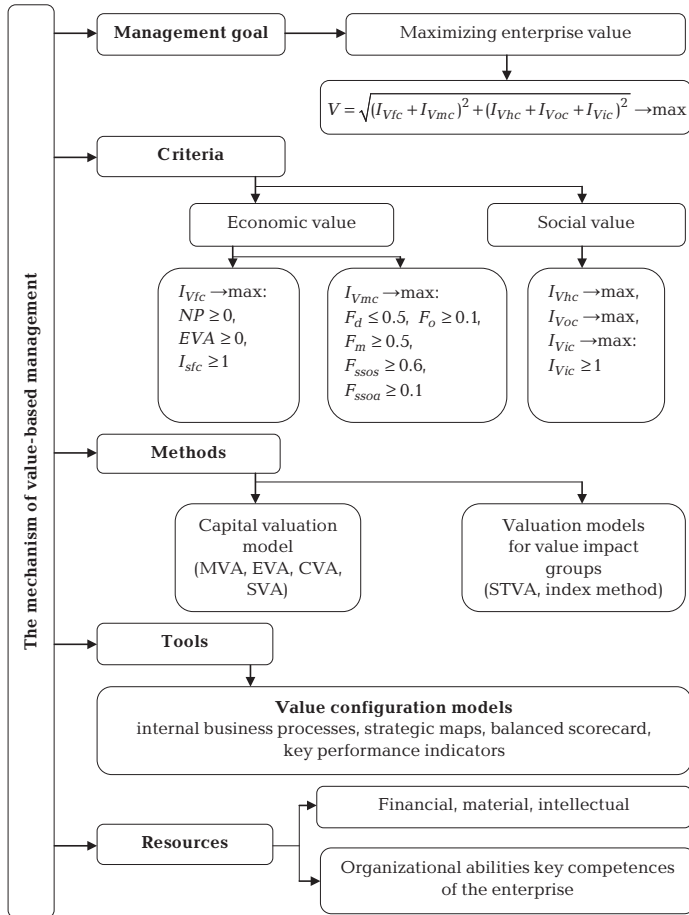 The mechanism of value-based management
Management goal
Maximizing enterprise value
V = √(I_Vfc + I_Vmc)² + (I_Vhc + I_Voc + I_Vic)² → max
Criteria
Economic value
Social value
I_Vfc → max:
NP ≥ 0,
EVA ≥ 0,
I_sfc ≥ 1
I_Vmc → max:
F_d ≤ 0.5, F_o ≥ 0.1,
F_m ≥ 0.5,
F_ssos ≥ 0.6,
F_ssoa ≥ 0.1
I_Vhc → max,
I_Voc → max,
I_Vic → max:
I_Vic ≥ 1
Methods
Capital valuation
model
(MVA, EVA, CVA,
SVA)
Valuation models
for value impact
groups
(STVA, index method)
Tools
Value configuration models
internal business processes, strategic maps, balanced scorecard,
key performance indicators
Resources
Financial, material, intellectual
Organizational abilities key competences
of the enterprise